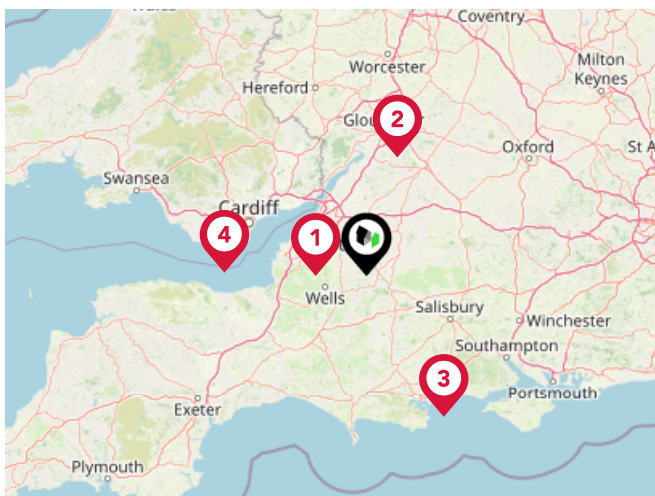 Coventry
Worcester
Milton
Keynes
Hereford
2
Oxford
St A
Swansea
Cardiff
4
1
Wells
Salisbury
Winchester
Southampton
3
Portsmouth
Exeter
Plymouth